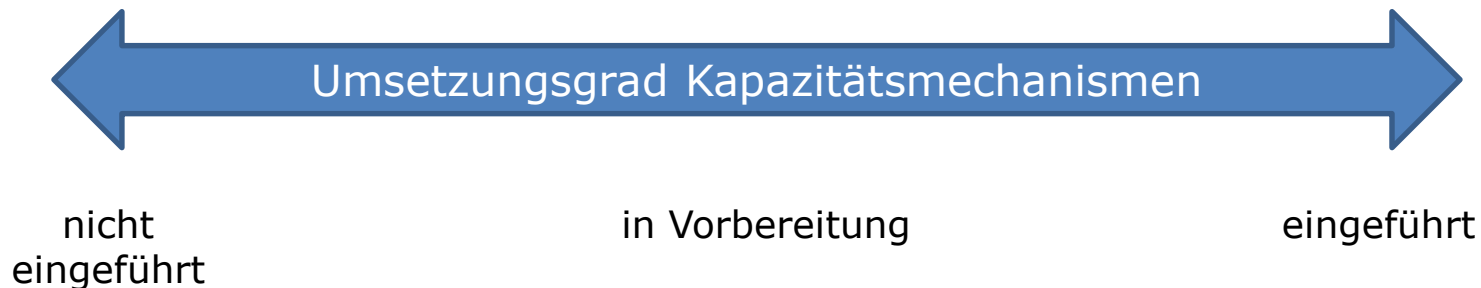 Umsetzungsgrad Kapazitätsmechanismen
nicht
eingeführt
in Vorbereitung
eingeführt